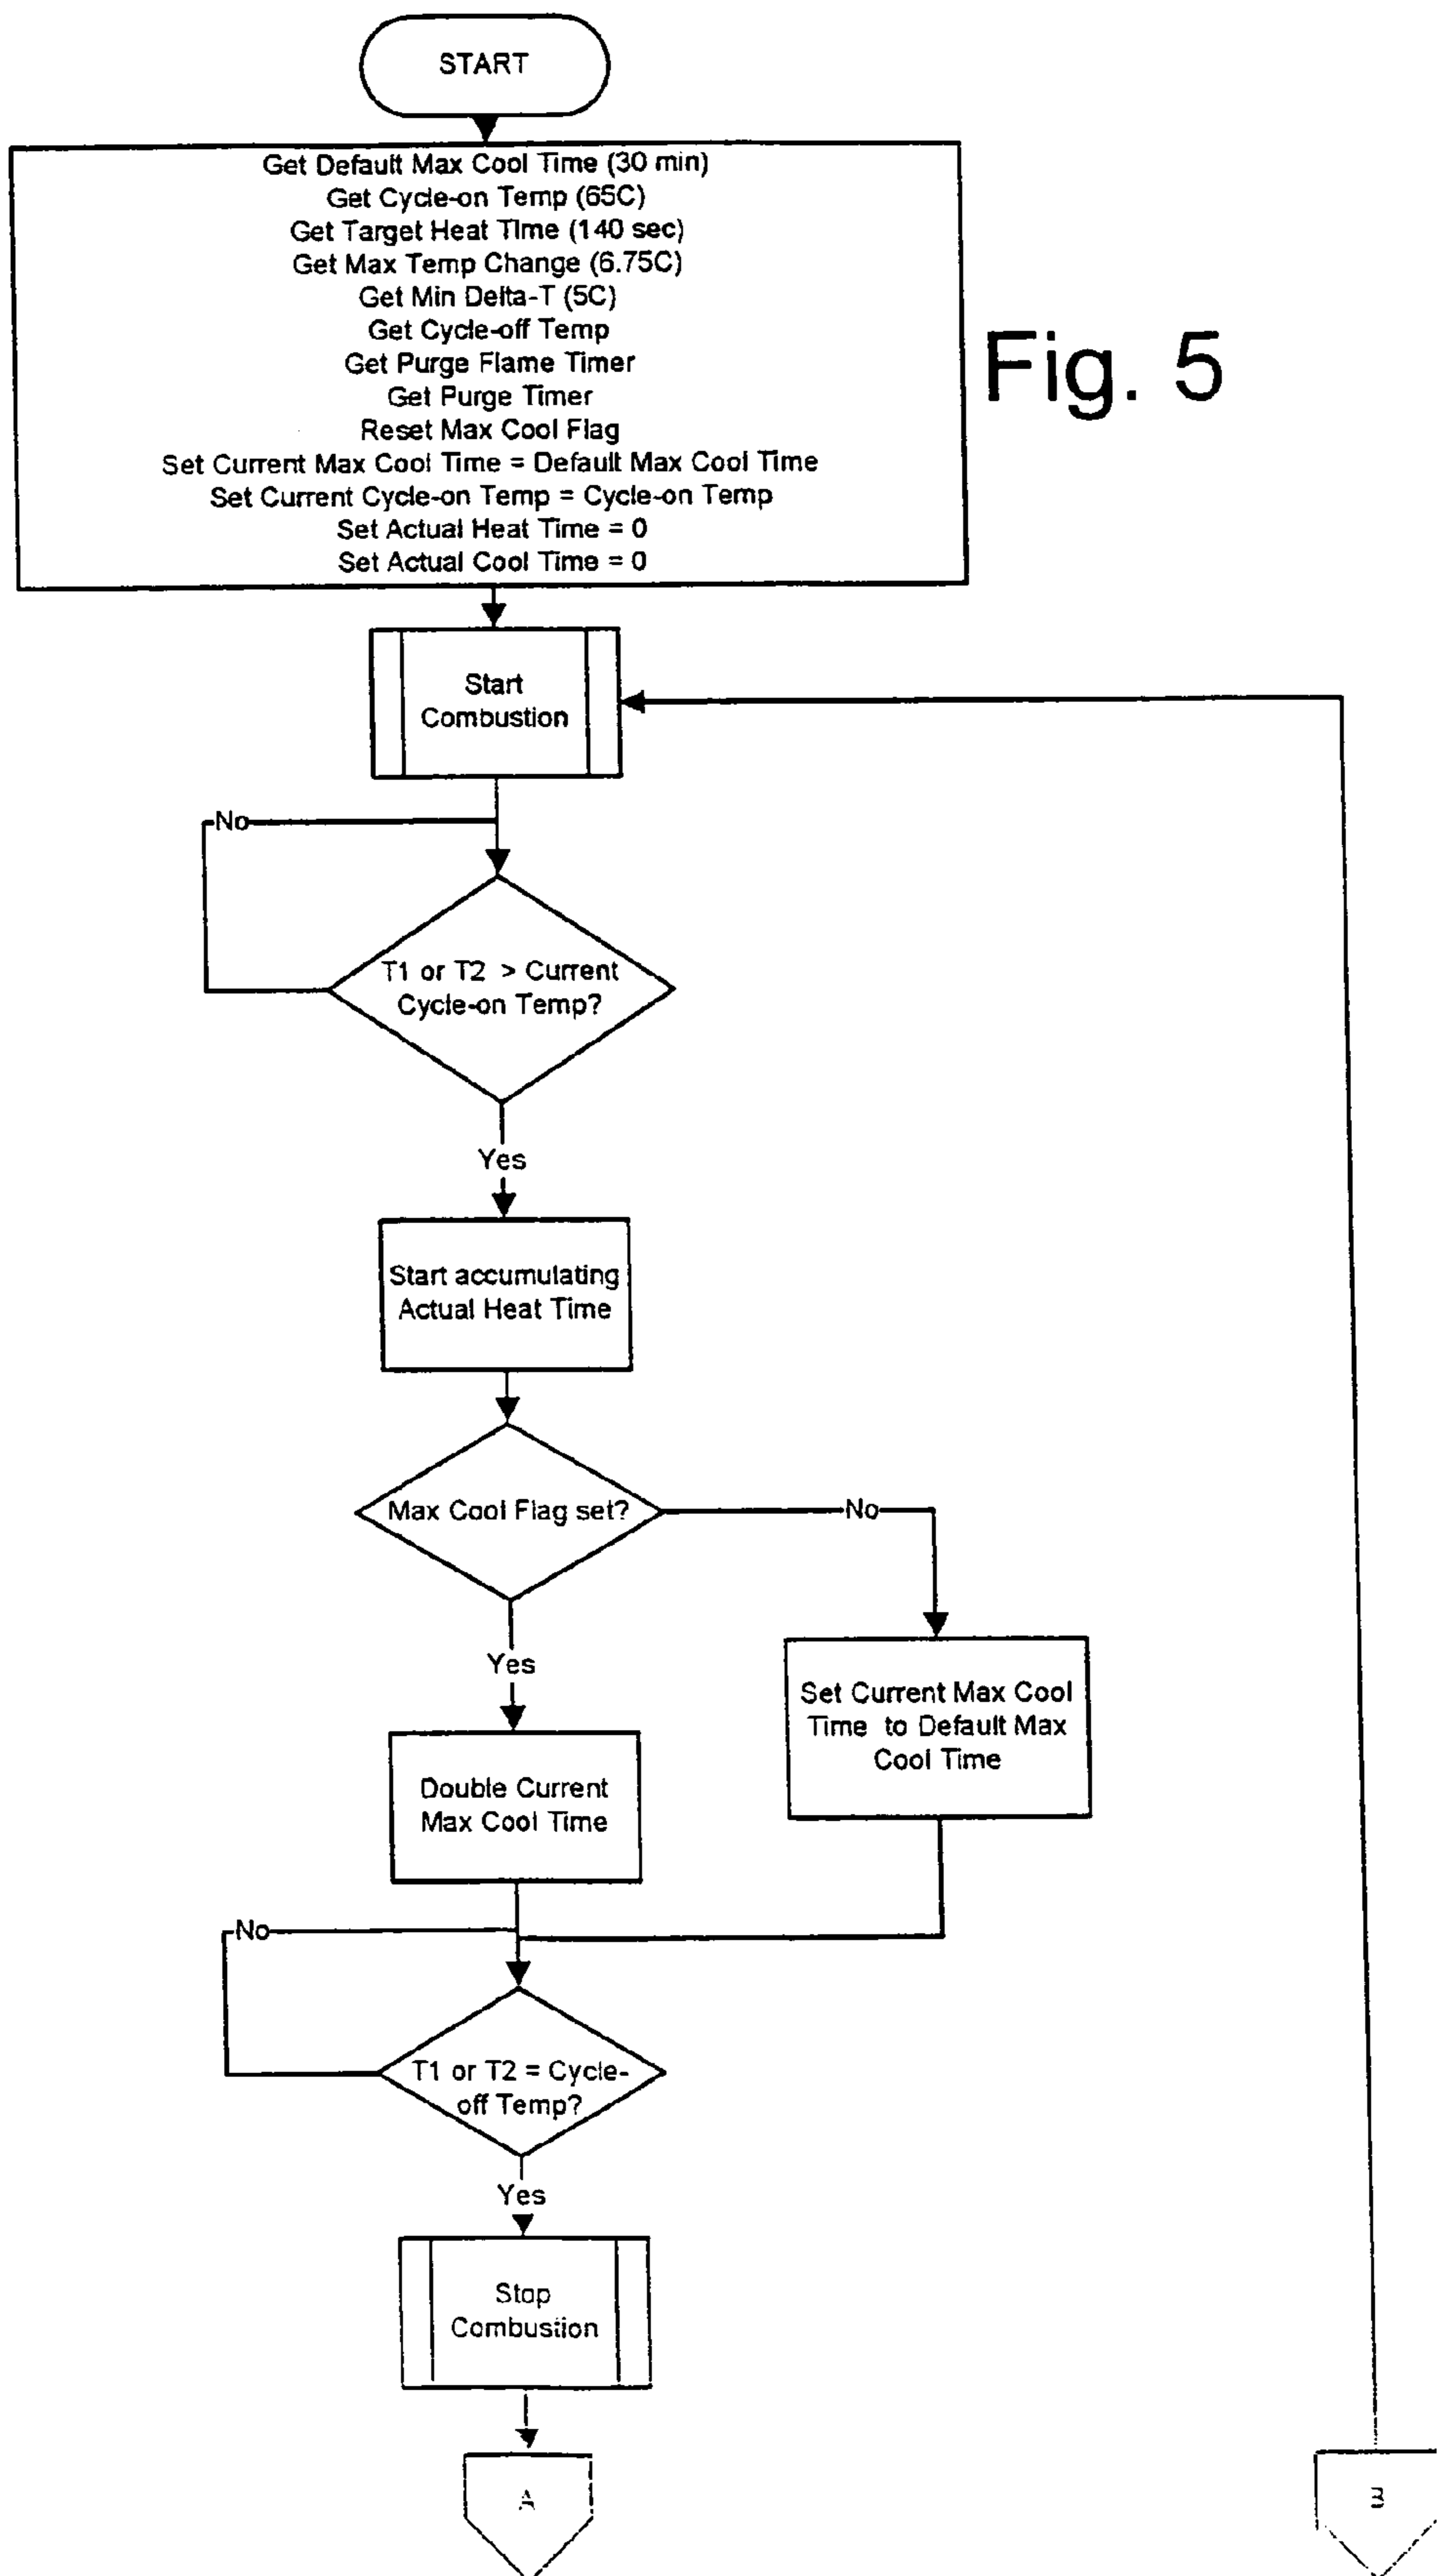 START
Get Default Max Cool Time (30 min)
Get Cycle-on Temp (65C)
Get Target Heat Time (140 sec)
Get Max Temp Change (6.75C)
Get Min Delta-T (5C)
Get Cycle-off Temp
Get Purge Flame Timer
Get Purge Timer
Reset Max Cool Flag
Set Current Max Cool Time = Default Max Cool Time
Set Current Cycle-on Temp = Cycle-on Temp
Set Actual Heat Time = 0
Set Actual Cool Time = 0
Fig. 5
Start
Combustion
No
T1 or T2 > Current
Cycle-on Temp?
Yes
Start accumulating
Actual Heat Time
Max Cool Flag set?
No
Yes
Set Current Max Cool
Time to Default Max
Cool Time
Double Current
Max Cool Time
No
T1 or T2 = Cycle-
off Temp?
Yes
Stop
Combustion
A
B